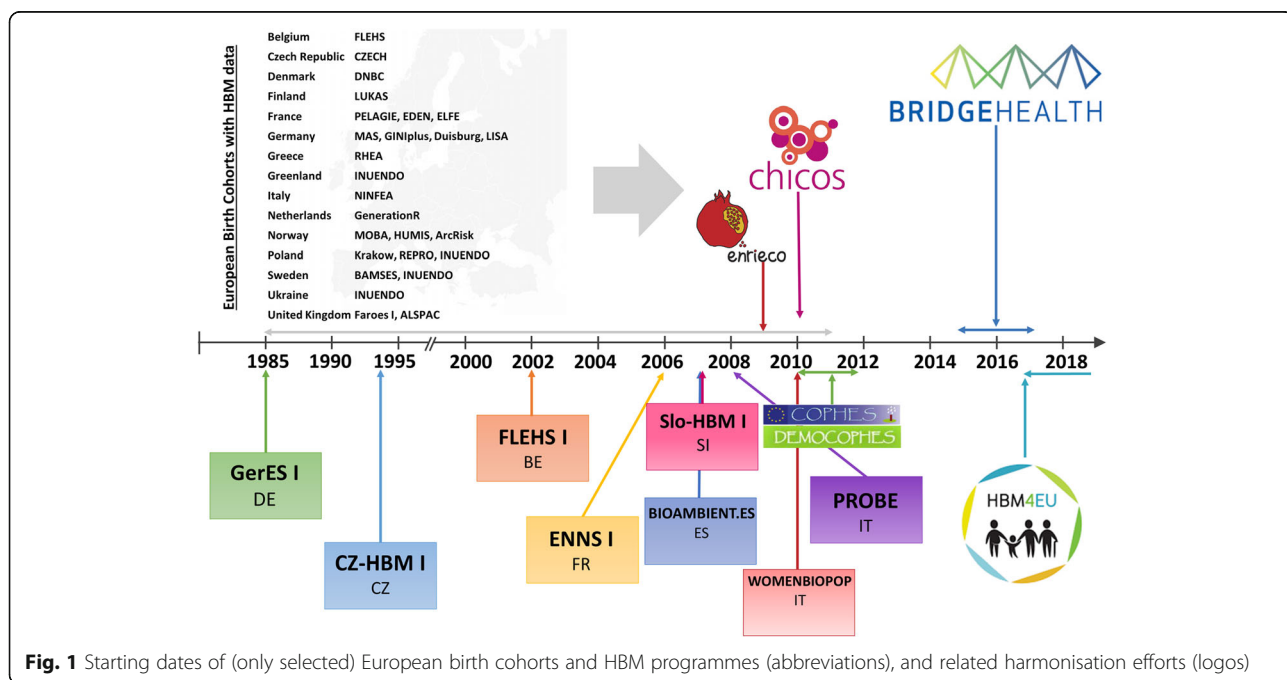 European Birth Cohorts with HBM data
Belgium FLEHS
Czech Republic CZECH
Denmark DNBC
Finland LUKAS
France PELAGIE, EDEN, ELFE
Germany MAS, GINIplus, Duisburg, LISA
Greece RHEA
Greenland INUENDO
Italy NINFEA
Netherlands GenerationR
Norway MOBA, HUMIS, ArcRisk
Poland Krakow, REPRO, INUENDO
Sweden BAMSES, INUENDO
Ukraine INUENDO
United Kingdom Faroes I, ALSPAC
enrieco
chicos
BRIDGEHEALTH
1985 1990 1995 2000 2002 2004 2006 2008 2010 2012 2014 2016 2018
GerES I
DE
CZ-HBM I
CZ
FLEHS I
BE
ENNS I
FR
Slo-HBM I
SI
BIOAMBIENT.ES
ES
COPHES
DEMOCOPHES
WOMENBIOPOP
IT
PROBE
IT
HBM4EU
Fig. 1 Starting dates of (only selected) European birth cohorts and HBM programmes (abbreviations), and related harmonisation efforts (logos)